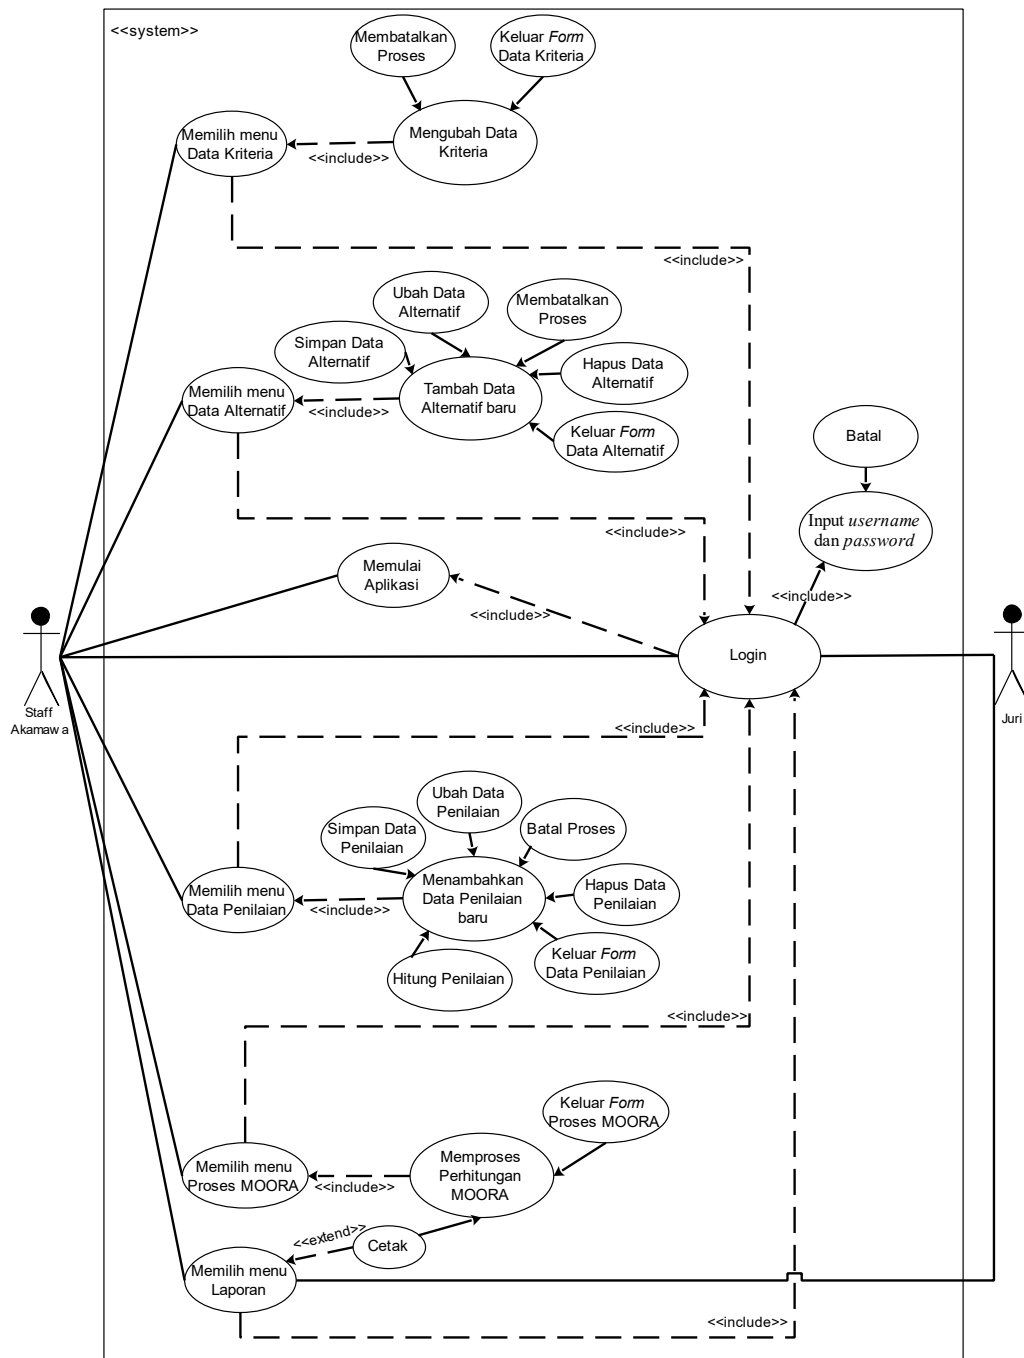 <<system>>
Membatalkan
Proses
Keluar Form
Data Kriteria
Memilih menu
Data Kriteria
<<include>>
Mengubah Data
Kriteria
<<include>>
Ubah Data
Alternatif
Membatalkan
Proses
Simpan Data
Alternatif
Hapus Data
Alternatif
Memilih menu
Data Alternatif
<<include>>
Tambah Data
Alternatif baru
Keluar Form
Data Alternatif
Batal
Input username
dan password
<<include>>
Memulai
Aplikasi
<<include>>
<<include>>
Login
Staff
Akamawa
Juri
<<include>>
Ubah Data
Penilaian
Simpan Data
Penilaian
Batal Proses
Memilih menu
Data Penilaian
<<include>>
Menambahkan
Data Penilaian
baru
Hapus Data
Penilaian
Keluar Form
Data Penilaian
Hitung Penilaian
<<include>>
Keluar Form
Proses MOORA
Memilih menu
Proses MOORA
<<include>>
Memproses
Perhitungan
MOORA
<<extend>>
Cetak
Memilih menu
Laporan
<<include>>